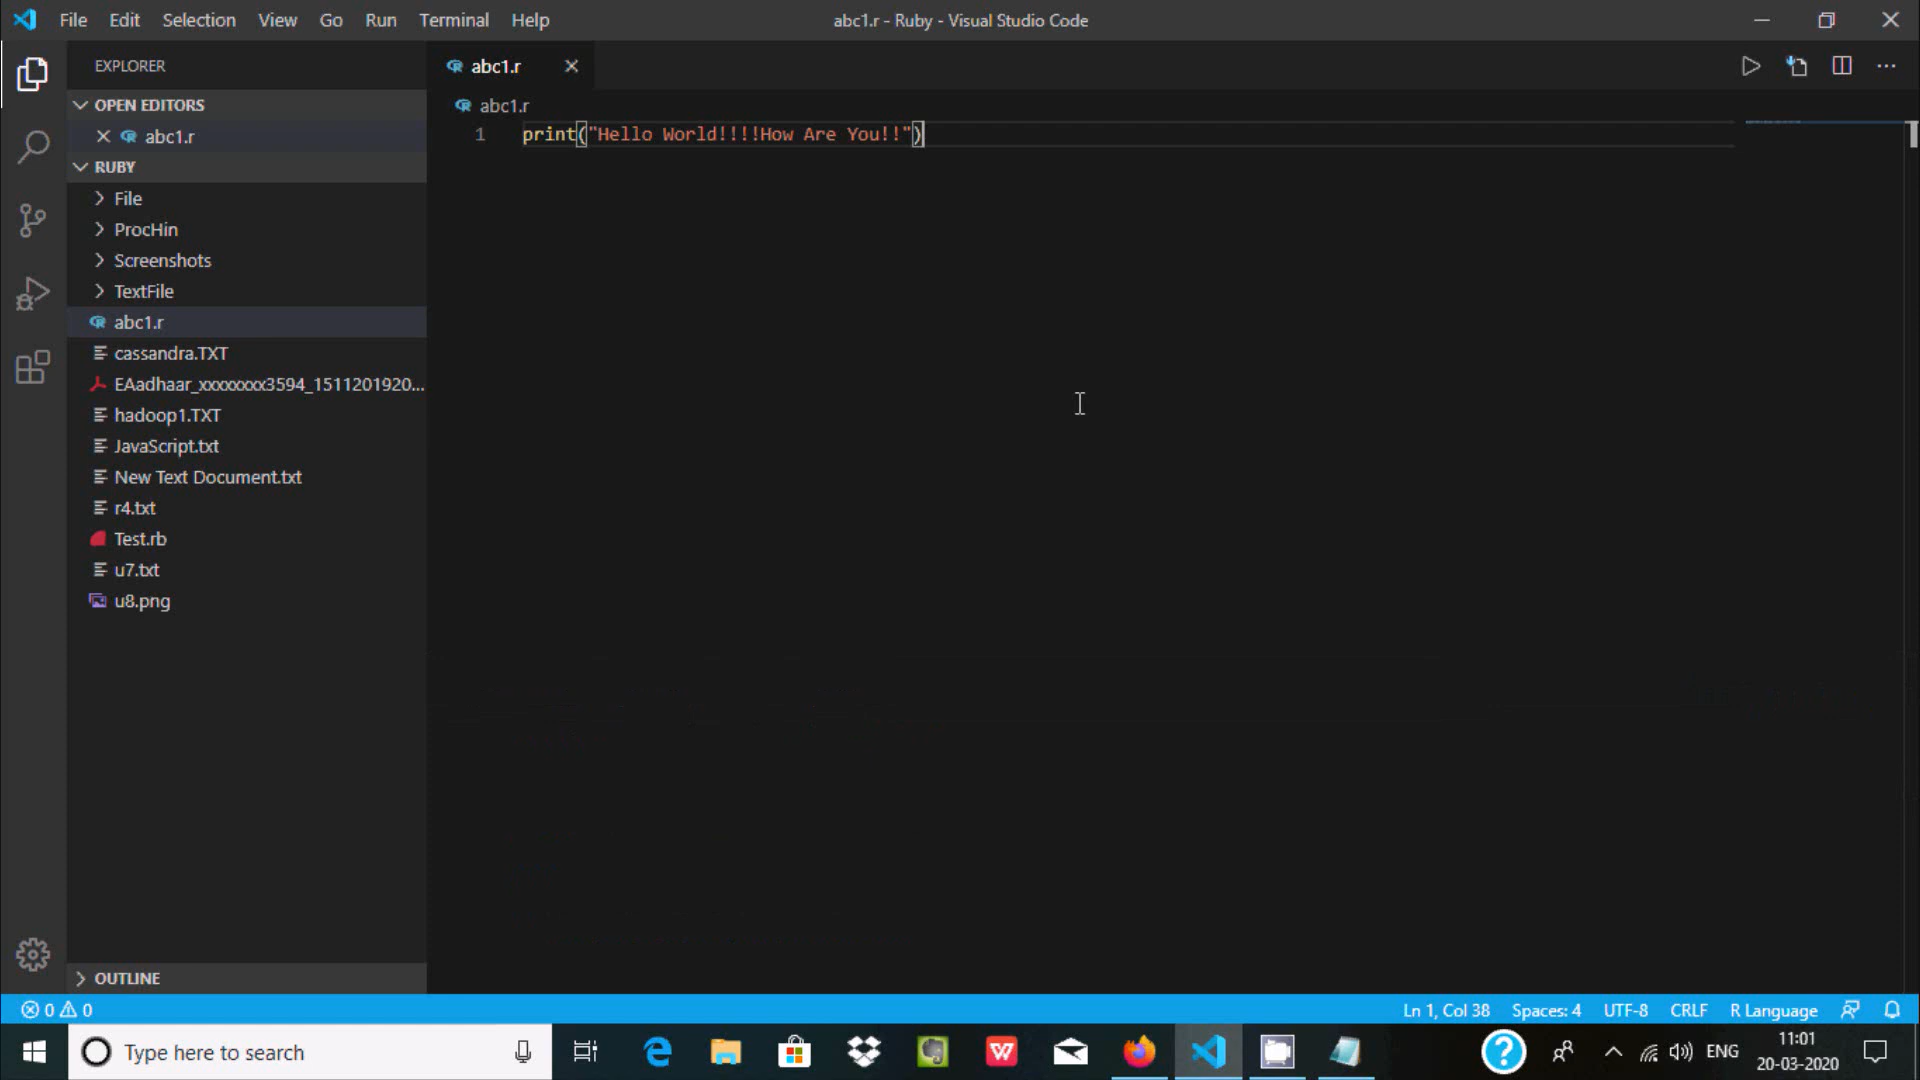 File Edit Selection View Go Run Terminal Help
abc1.r - Ruby - Visual Studio Code
EXPLORER
OPEN EDITORS
abc1.r
RUBY
File
ProcHin
Screenshots
TextFile
abc1.r
cassandra.TXT
EAadhaar_xxxxxxxx3594_1511201920...
hadoop1.TXT
JavaScript.txt
New Text Document.txt
r4.txt
Test.rb
u7.txt
u8.png
OUTLINE
abc1.r
abc1.r
1 print("Hello World!!!!How Are You!!")
0 0
Ln 1, Col 38 Spaces: 4 UTF-8 CRLF R Language
Type here to search
ENG
11:01
20-03-2020